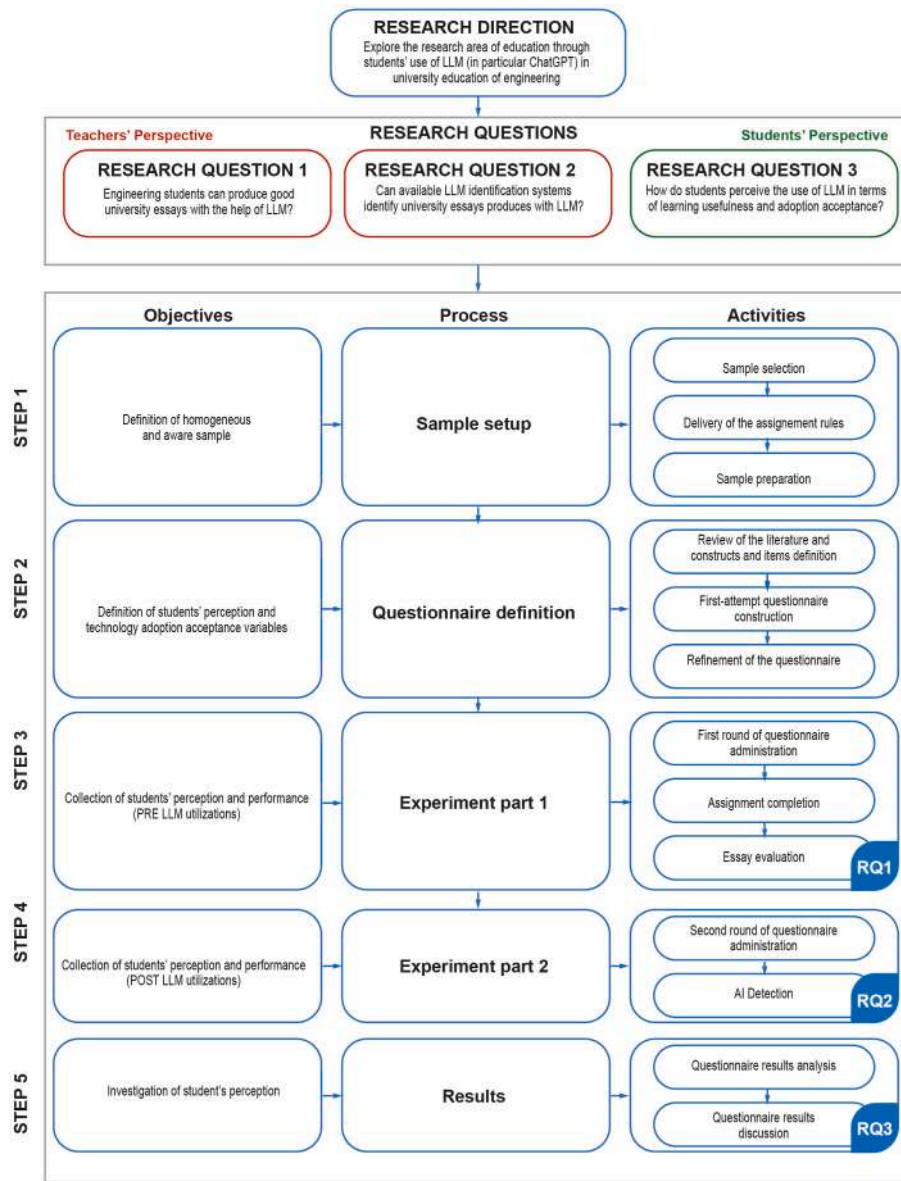 RESEARCH DIRECTION
Explore the research area of education through
students' use of LLM (in particular ChatGPT) in
university education of engineering
Teachers' Perspective
RESEARCH QUESTIONS
Students' Perspective
RESEARCH QUESTION 1
Engineering students can produce good
university essays with the help of LLM?
RESEARCH QUESTION 2
Can available LLM identification systems
identify university essays produces with LLM?
RESEARCH QUESTION 3
How do students perceive the use of LLM in terms
of learning usefulness and adoption acceptance?
Objectives
Process
Activities
STEP 1
Definition of homogeneous
and aware sample
Sample setup
Sample selection
Delivery of the assignement rules
Sample preparation
STEP 2
Definition of students' perception and
technology adoption acceptance variables
Questionnaire definition
Review of the literature and
constructs and items definition
First-attempt questionnaire
construction
Refinement of the questionnaire
STEP 3
Collection of students' perception and performance
(PRE LLM utilizations)
Experiment part 1
First round of questionnaire
administration
Assignment completion
Essay evaluation
RQ1
STEP 4
Collection of students' perception and performance
(POST LLM utilizations)
Experiment part 2
Second round of questionnaire
administration
AI Detection
RQ2
STEP 5
Investigation of student's perception
Results
Questionnaire results analysis
Questionnaire results
discussion
RQ3